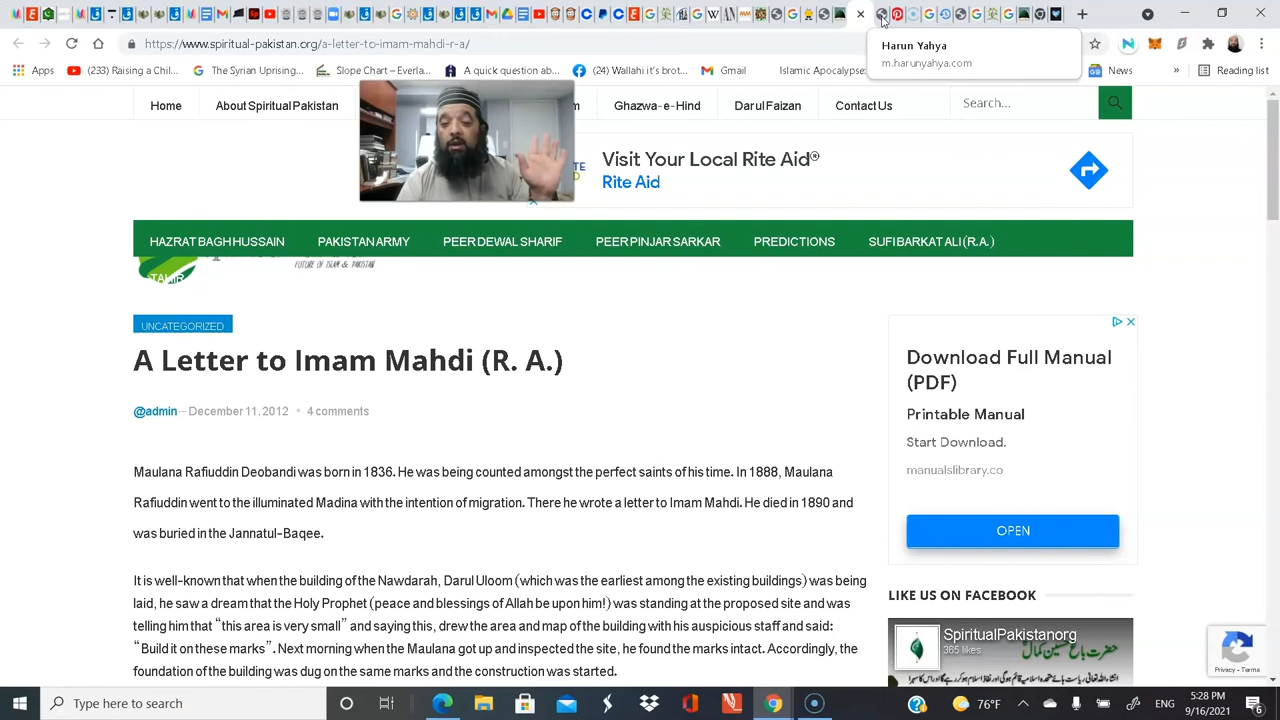 Harun Yahya
m.harunyahya.com
https://www.spiritual-pakistan.org/a-letter-to-imam-mahdi-r-a/
Apps
(233) Raising a Chil...
The Syrian Uprising...
Slope Chart – Everla...
A quick question ab...
(24) Wallahi it's brot...
Gmail
Islamic Apocalypse:
News
»
Reading list
Home
About Spiritual Pakistan
Ghazwa-e-Hind
Darul Faizan
Contact Us
Search...
Visit Your Local Rite Aid®
Rite Aid
HAZRAT BAGH HUSSAIN
PAKISTAN ARMY
PEER DEWAL SHARIF
PEER PINJAR SARKAR
PREDICTIONS
SUFI BARKAT ALI (R.A.)
FUTURE OF ISLAM & PAKISTAN
UNCATEGORIZED
A Letter to Imam Mahdi (R. A.)
@admin — December 11, 2012 • 4 comments
Maulana Rafiuddin Deobandi was born in 1836. He was being counted amongst the perfect saints of his time. In 1888, Maulana
Rafiuddin went to the illuminated Madina with the intention of migration. There he wrote a letter to Imam Mahdi. He died in 1890 and
was buried in the Jannatul-Baqee.
It is well-known that when the building of the Nawdarah, Darul Uloom (which was the earliest among the existing buildings) was being
laid, he saw a dream that the Holy Prophet (peace and blessings of Allah be upon him!) was standing at the proposed site and was
telling him that “this area is very small” and saying this, drew the area and map of the building with his auspicious staff and said:
“Build it on these marks”. Next morning when the Maulana got up and inspected the site, he found the marks intact. Accordingly, the
foundation of the building was dug on the same marks and the construction was started.
Download Full Manual
(PDF)
Printable Manual
Start Download.
manualslibrary.co
OPEN
LIKE US ON FACEBOOK
SpiritualPakistanorg
365 likes
Privacy - Terms
Type here to search
76°F
ENG
5:28 PM
9/16/2021
6